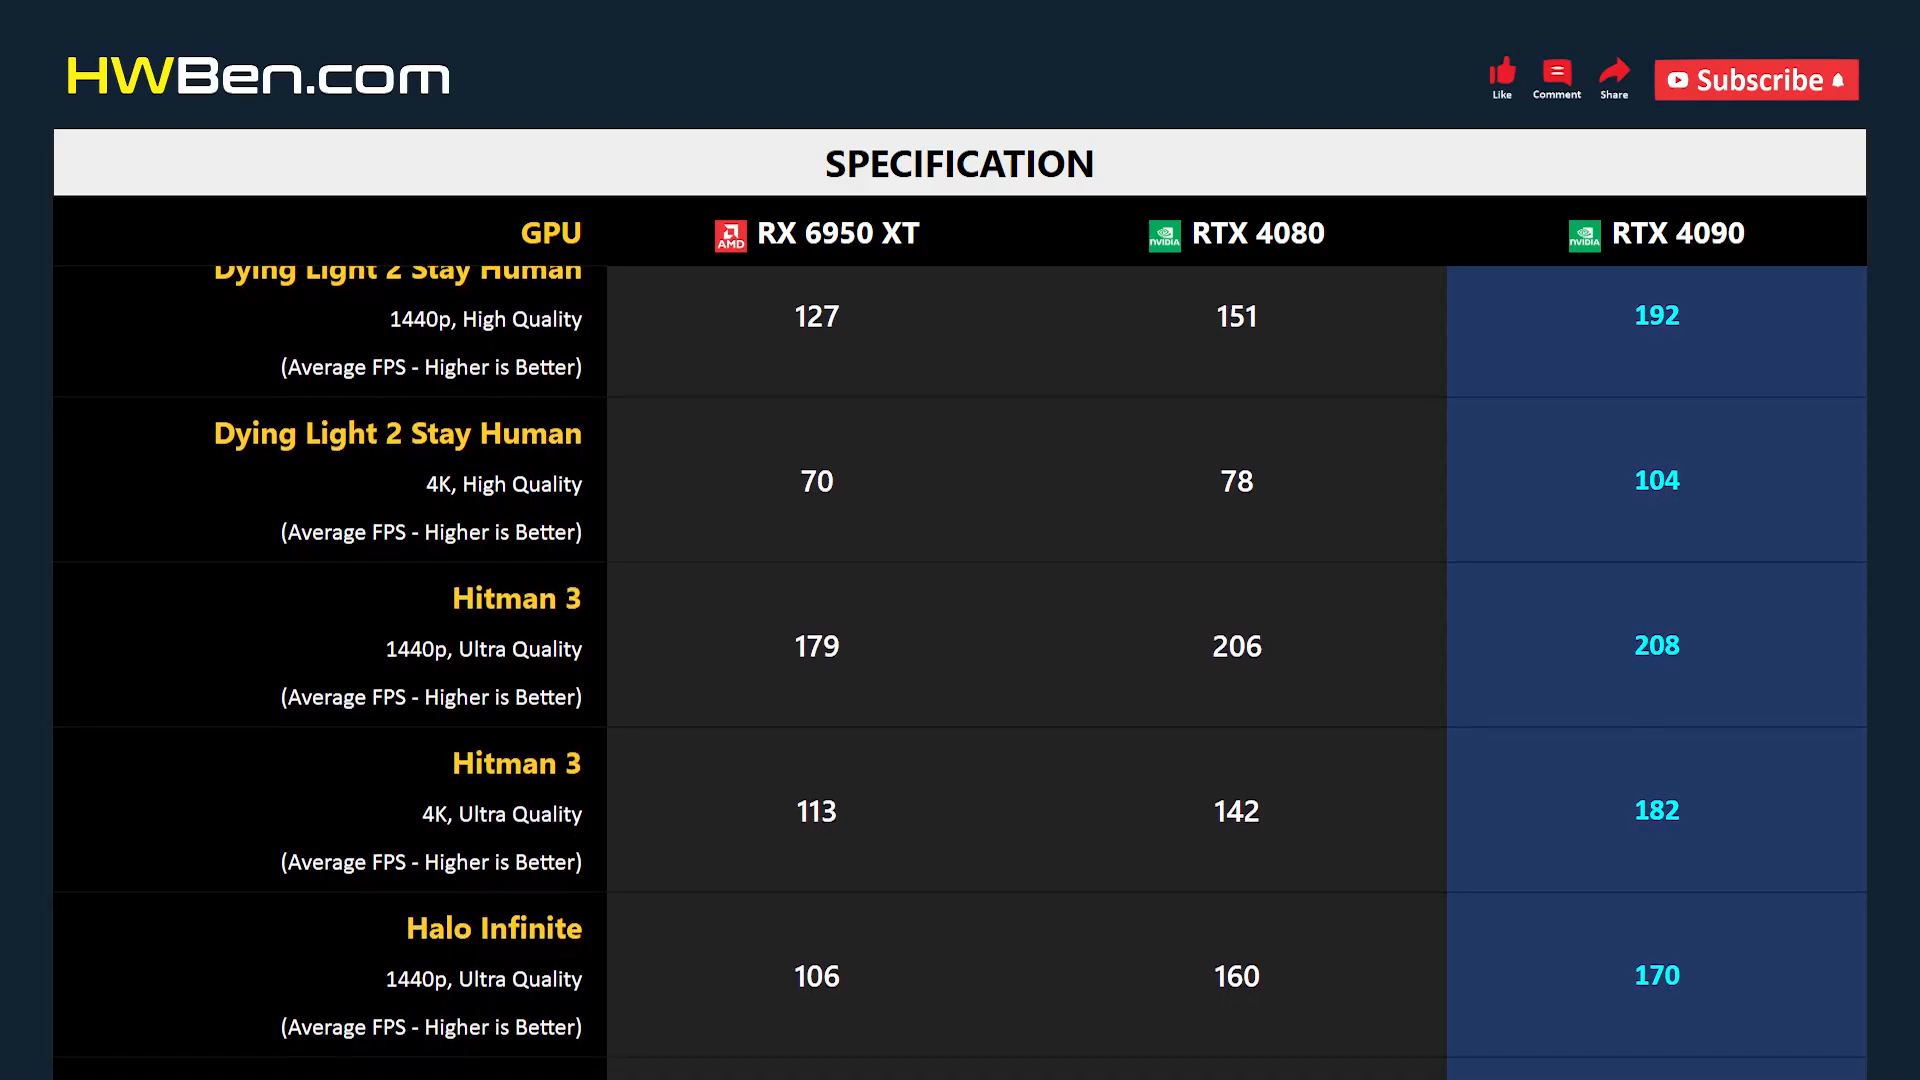 HWBen.com
Like Comment Share Subscribe
SPECIFICATION
GPU AMD RX 6950 XT NVIDIA RTX 4080 NVIDIA RTX 4090
Dying Light 2 Stay Human
1440p, High Quality 127 151 192
(Average FPS - Higher is Better)
Dying Light 2 Stay Human
4K, High Quality 70 78 104
(Average FPS - Higher is Better)
Hitman 3
1440p, Ultra Quality 179 206 208
(Average FPS - Higher is Better)
Hitman 3
4K, Ultra Quality 113 142 182
(Average FPS - Higher is Better)
Halo Infinite
1440p, Ultra Quality 106 160 170
(Average FPS - Higher is Better)